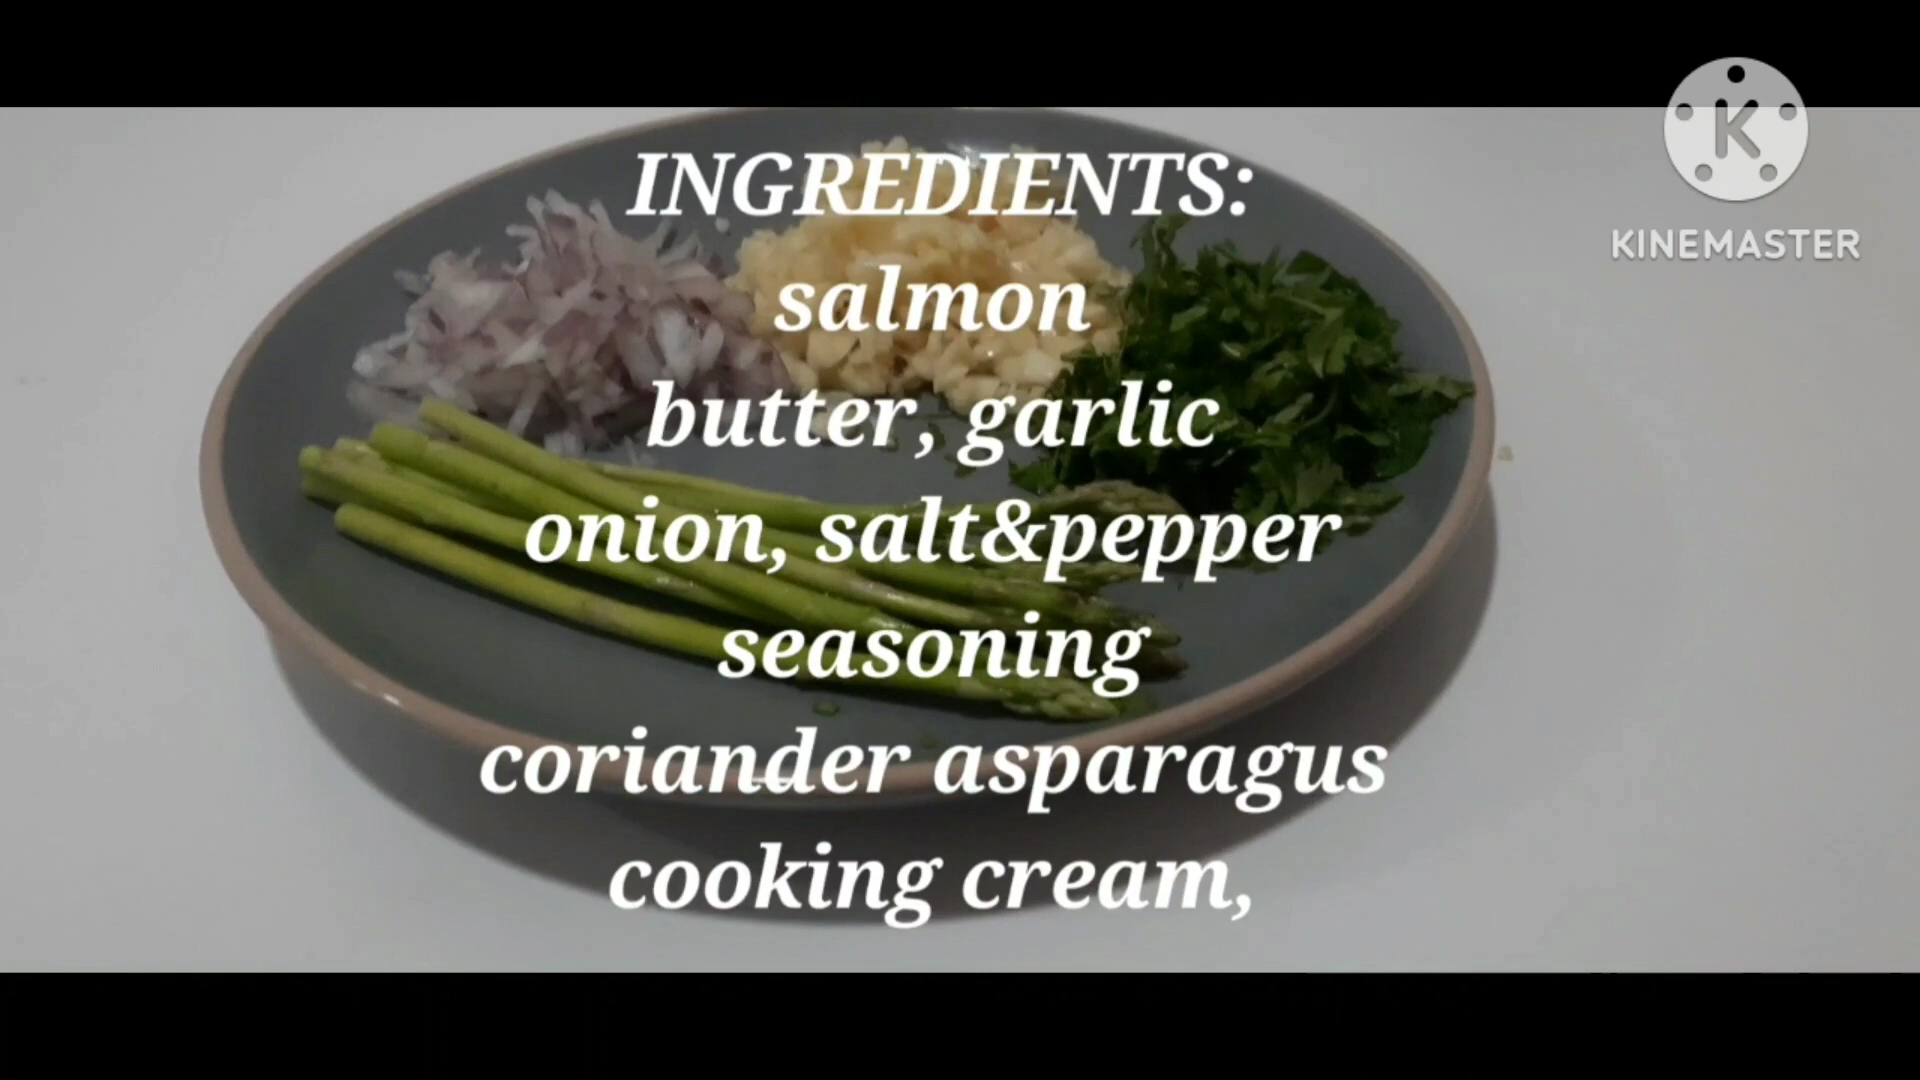 INGREDIENTS:
salmon
butter, garlic
onion, salt&pepper
seasoning
coriander asparagus
cooking cream,
K
KINEMASTER